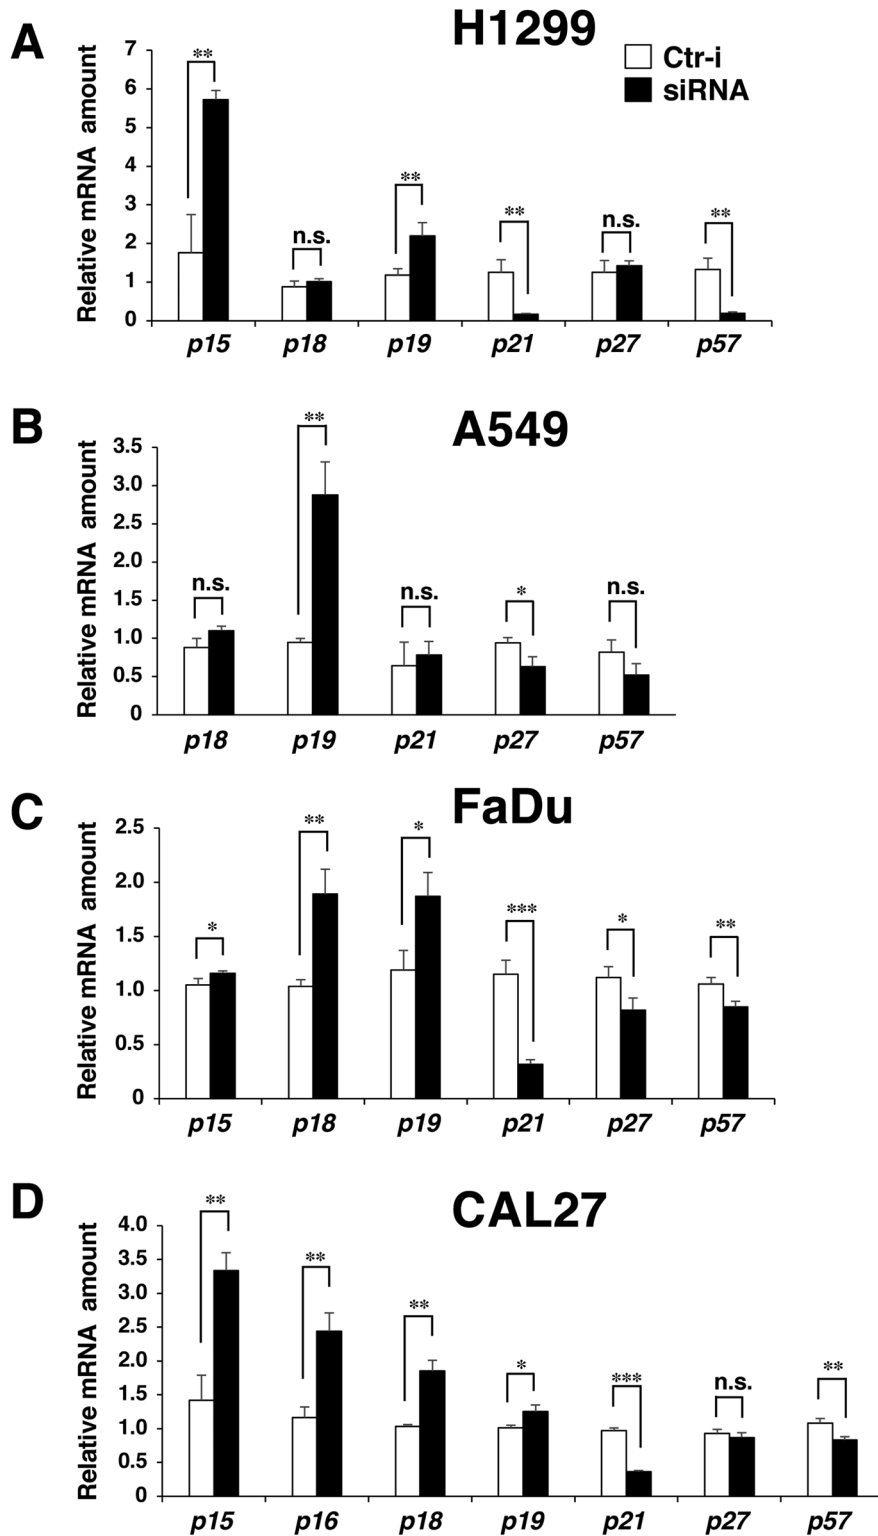 A
H1299
Ctr-i
siRNA
Relative mRNA amount
7
6
5
4
3
2
1
0
**
n.s.
**
**
n.s.
**
p15 p18 p19 p21 p27 p57
B
A549
Relative mRNA amount
3.5
3.0
2.5
2.0
1.5
1.0
0.5
0
n.s.
**
n.s.
*
n.s.
p18 p19 p21 p27 p57
C
FaDu
Relative mRNA amount
2.5
2.0
1.5
1.0
0.5
0
*
**
*
***
*
**
p15 p18 p19 p21 p27 p57
D
CAL27
Relative mRNA amount
4.0
3.5
3.0
2.5
2.0
1.5
1.0
0.5
0
**
**
**
*
***
n.s.
**
p15 p16 p18 p19 p21 p27 p57